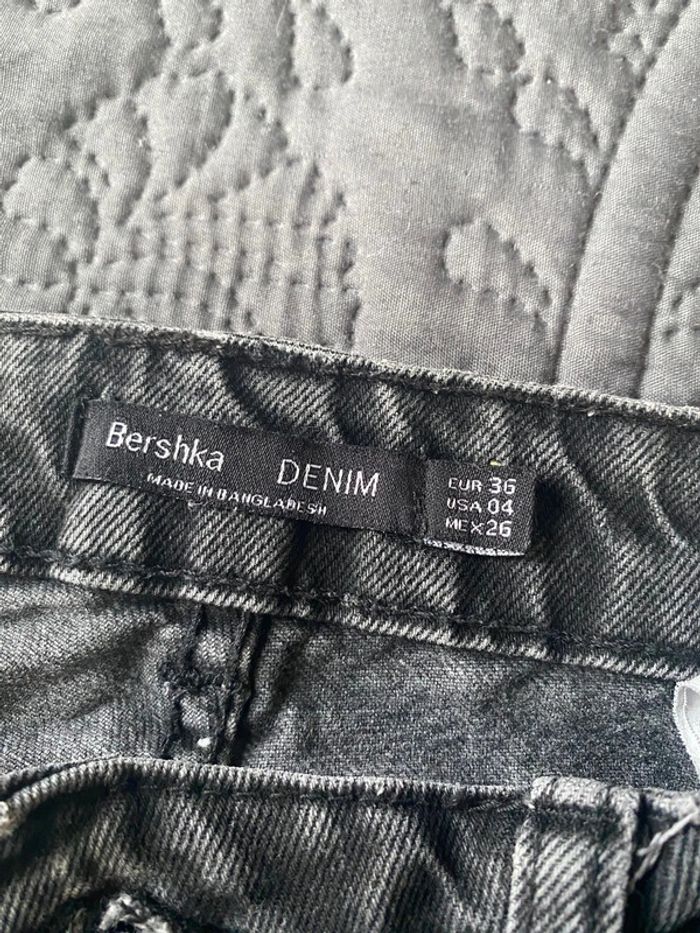 Bershka DENIM
MADE IN BANGLADESH
EUR 36
USA 04
MEX 26